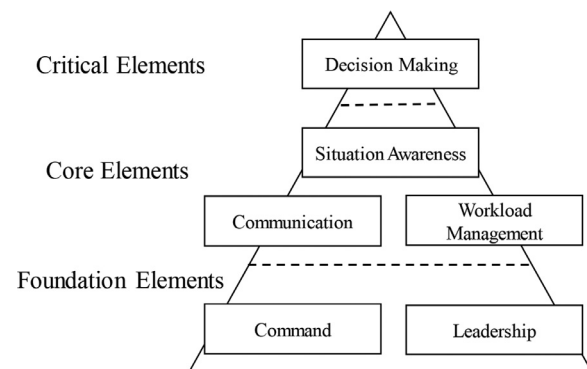 Critical Elements
Decision Making
Situation Awareness
Core Elements
Communication
Workload
Management
Foundation Elements
Command
Leadership